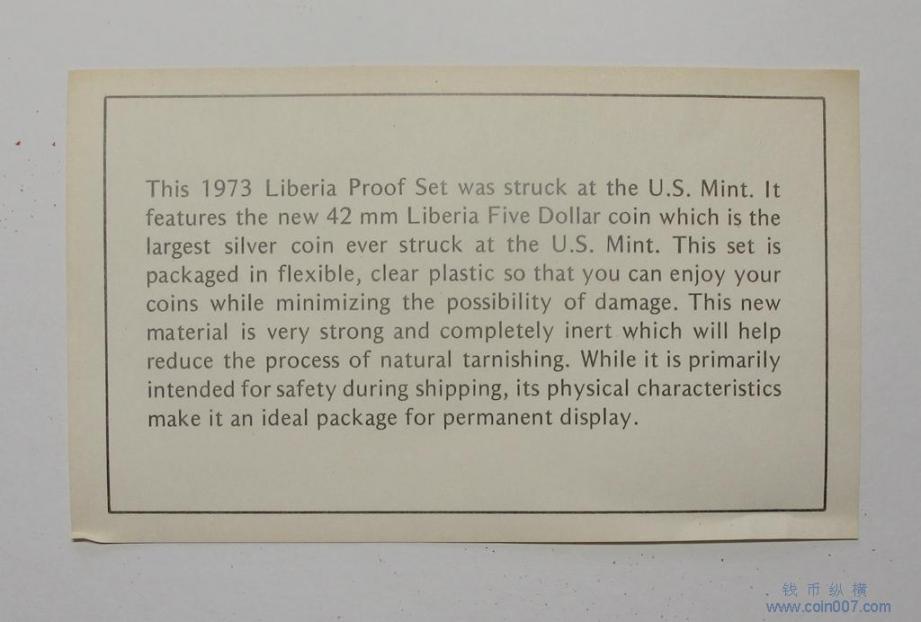 This 1973 Liberia Proof Set was struck at the U.S. Mint. It
features the new 42 mm Liberia Five Dollar coin which is the
largest silver coin ever struck at the U.S. Mint. This set is
packaged in flexible, clear plastic so that you can enjoy your
coins while minimizing the possibility of damage. This new
material is very strong and completely inert which will help
reduce the process of natural tarnishing. While it is primarily
intended for safety during shipping, its physical characteristics
make it an ideal package for permanent display.
钱币纵横
www.coin007.com